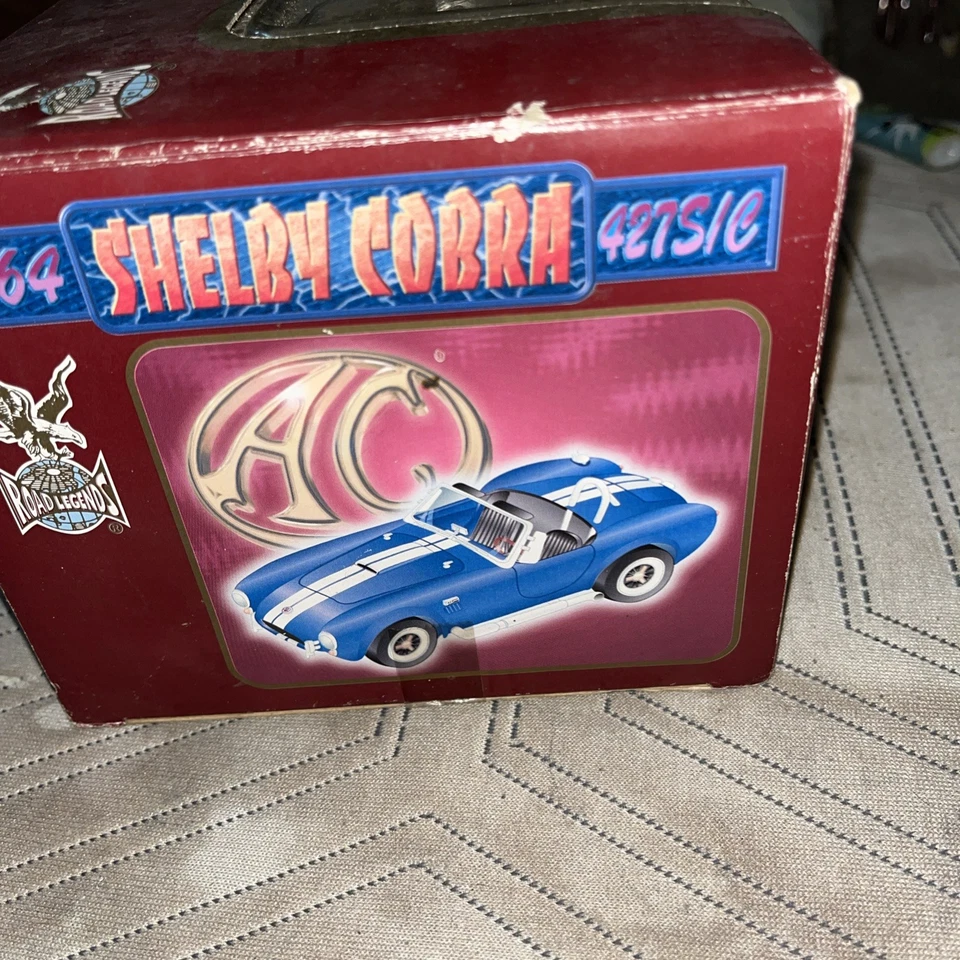 64 SHELBY COBRA 427S/C
AC
®
ROAD LEGENDS
®